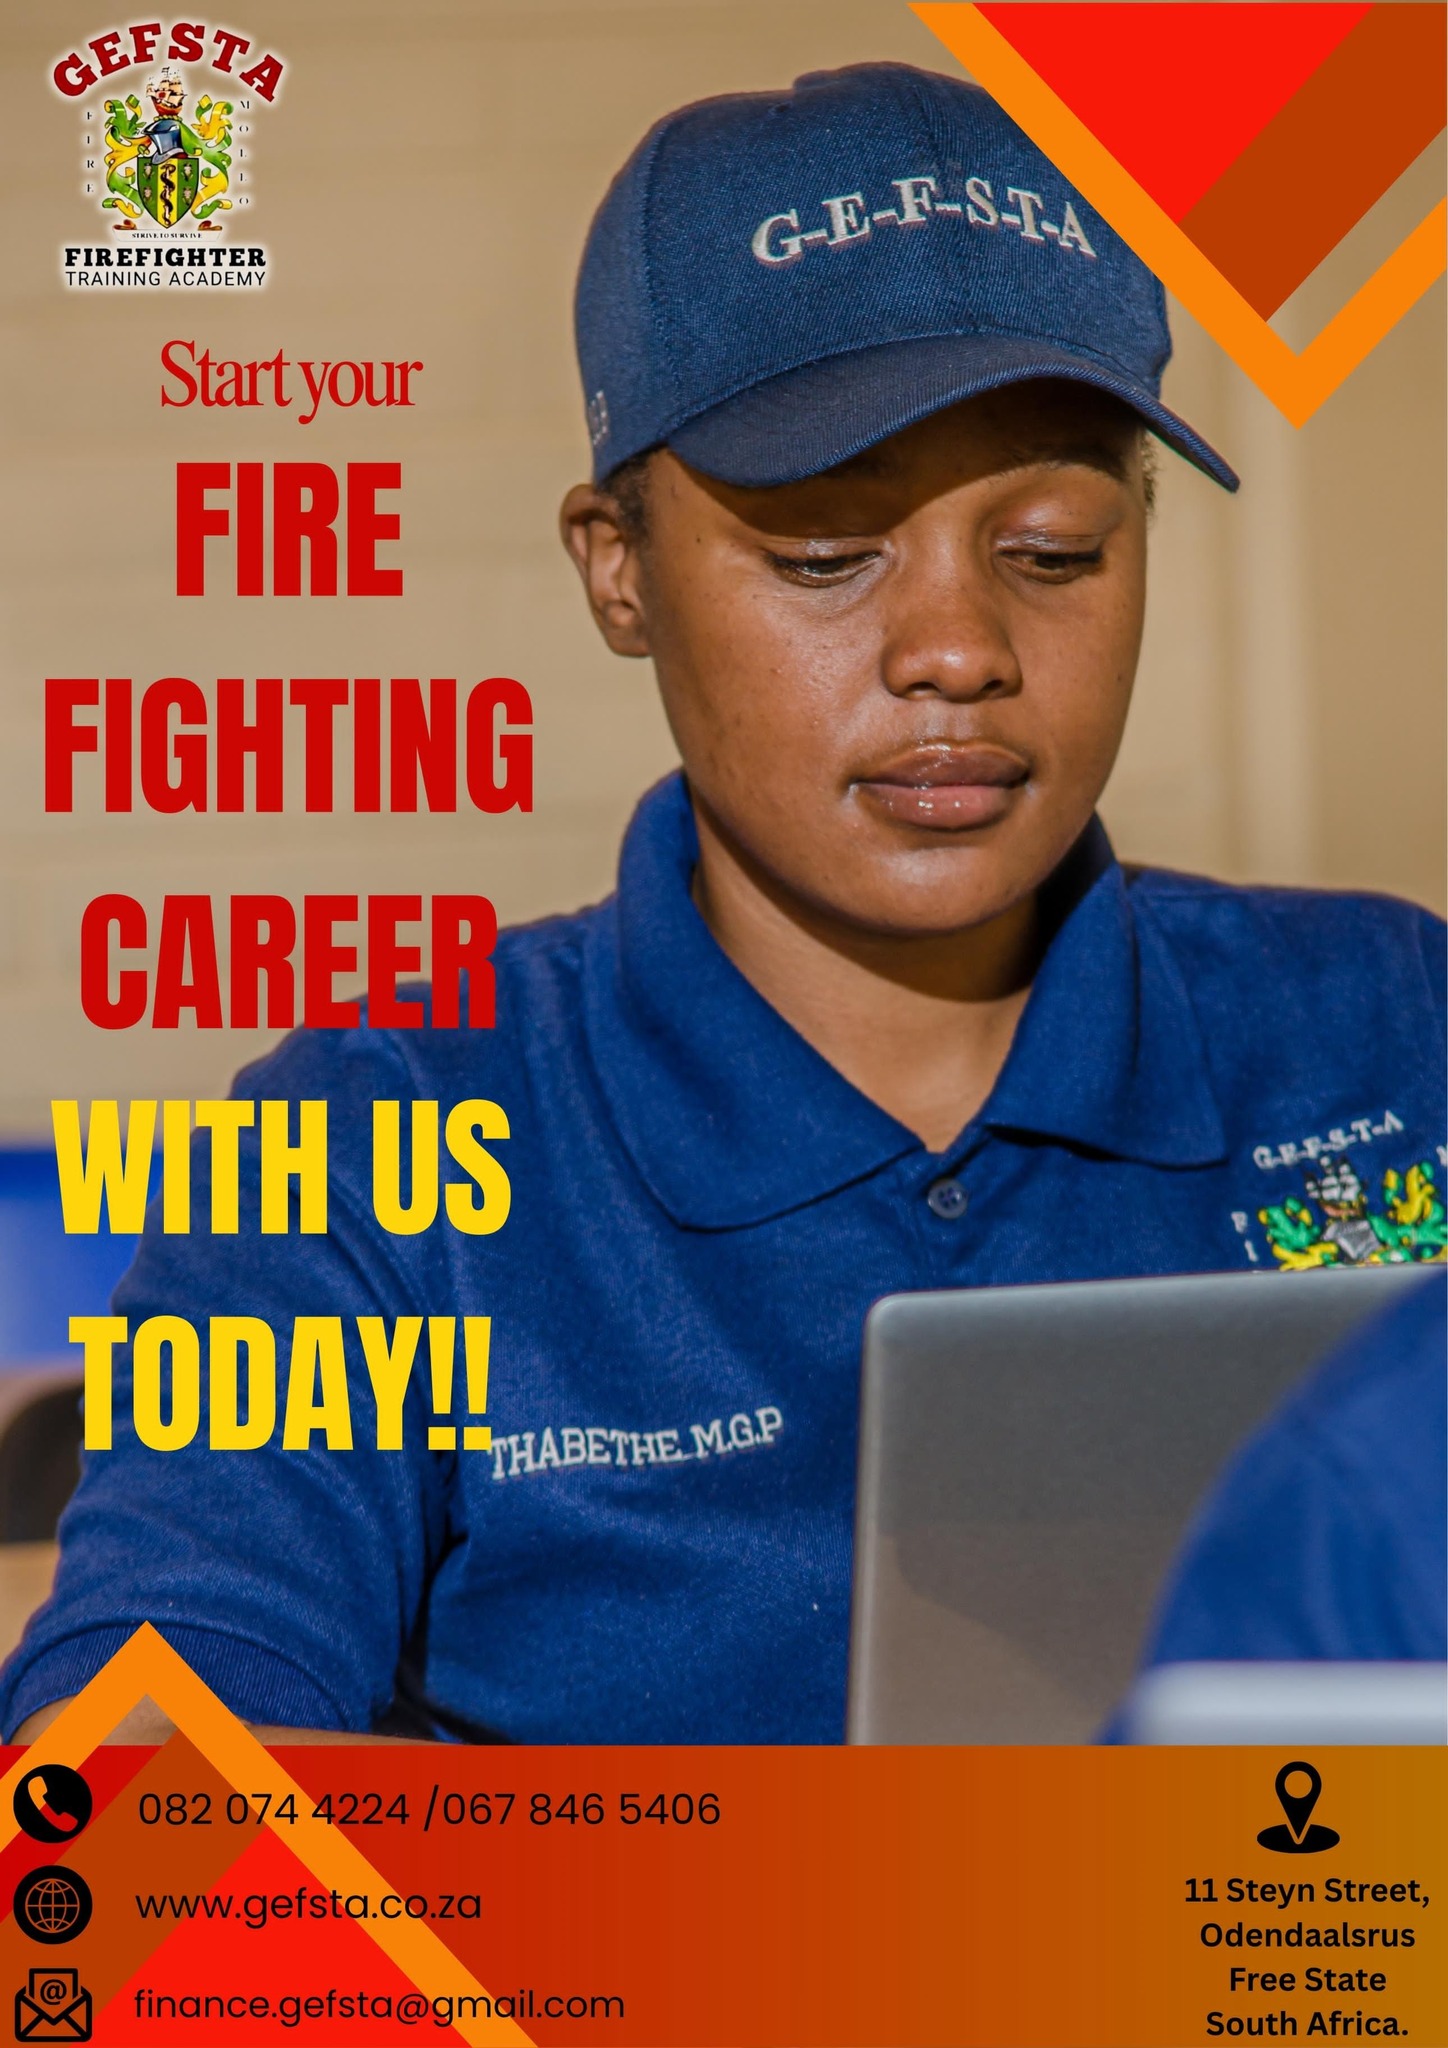 GEFSTA
FIRE
MOLLO
STRIVE TO SURVIVE
FIREFIGHTER
TRAINING ACADEMY
G-E-F-S-T-A
Start your
FIRE
FIGHTING
CAREER
WITH US
TODAY!!
G-E-F-S-T-A
THABETHE.M.G.P
082 074 4224 /067 846 5406
www.gefsta.co.za
finance.gefsta@gmail.com
11 Steyn Street,
Odendaalsrus
Free State
South Africa.